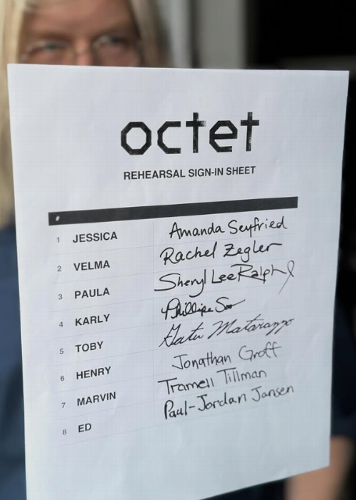 octet
REHEARSAL SIGN-IN SHEET
#
1 JESSICA Amanda Seyfried
2 VELMA Rachel Zegler
3 PAULA Sheryl Lee Ralph
4 KARLY Phillipa Soo
5 TOBY Gaten Matarazzo
6 HENRY Jonathan Groff
7 MARVIN Tramell Tillman
8 ED Paul-Jordan Jansen